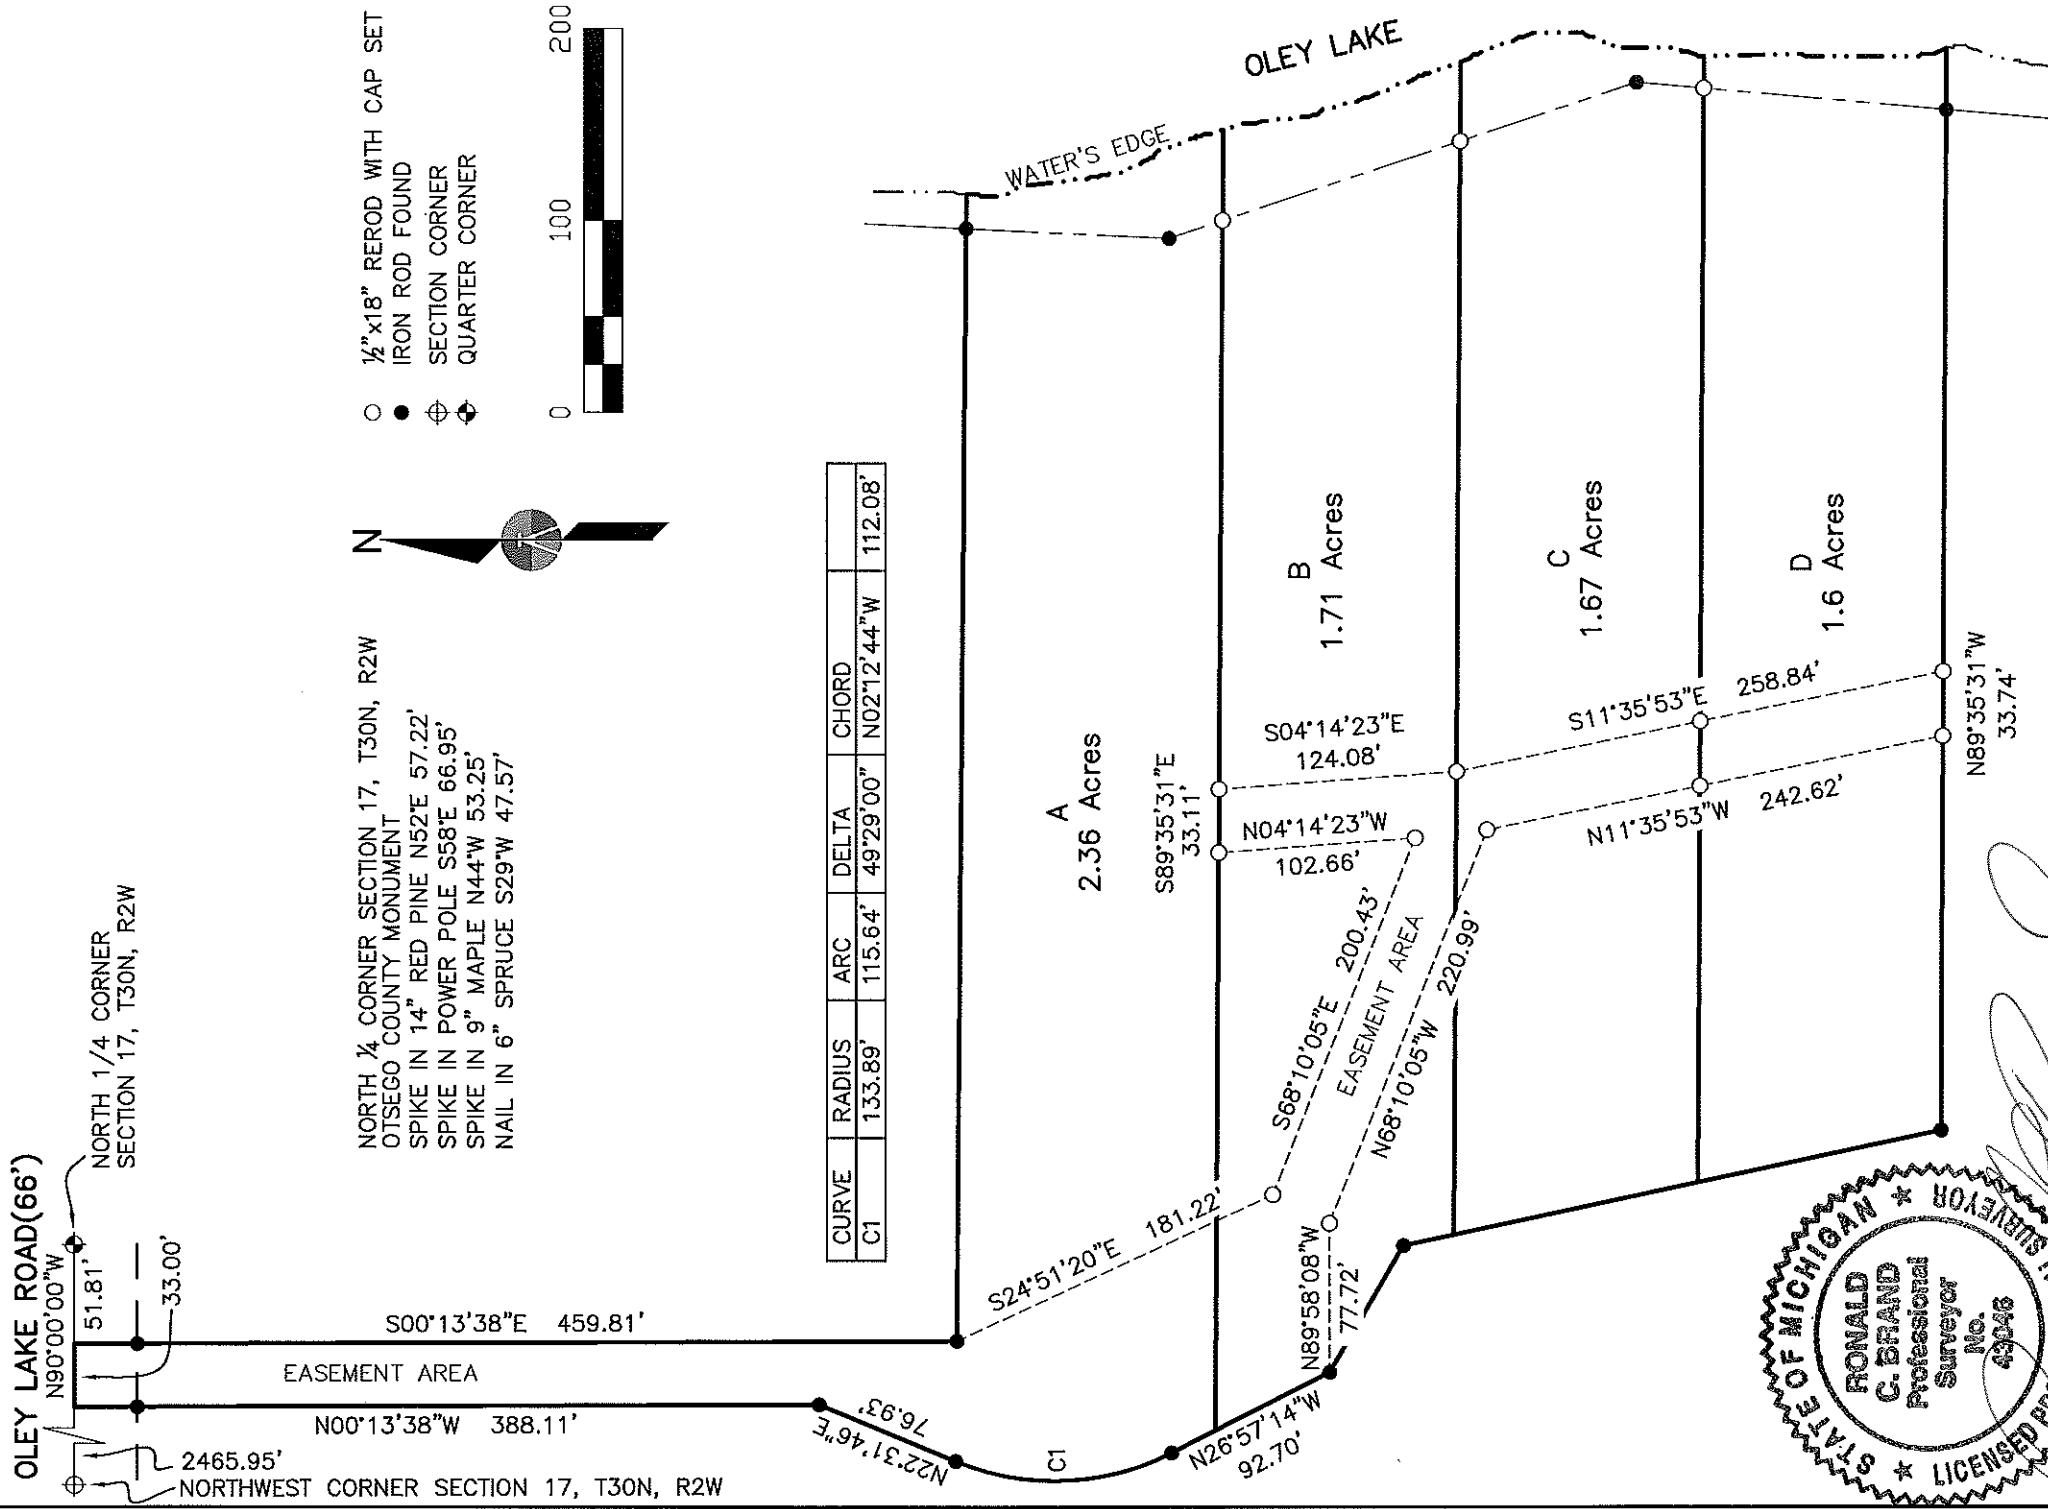 OLEY LAKE ROAD(66')
N90°00'00"W
51.81'
NORTH 1/4 CORNER
SECTION 17, T30N, R2W
33.00'
2465.95'
NORTHWEST CORNER SECTION 17, T30N, R2W
S00°13'38"E 459.81'
EASEMENT AREA
N00°13'38"W 388.11'
N22°31'46"E
76.93'
NORTH ¼ CORNER SECTION 17, T30N, R2W
OTSEGO COUNTY MONUMENT
SPIKE IN 14" RED PINE N52°E 57.22'
SPIKE IN POWER POLE S58°E 66.95'
SPIKE IN 9" MAPLE N44°W 53.25'
NAIL IN 6" SPRUCE S29°W 47.57'
N
½"x18" REROD WITH CAP SET
IRON ROD FOUND
SECTION CORNER
QUARTER CORNER
0 100 200
CURVE RADIUS ARC DELTA CHORD
C1 133.89' 115.64' 49°29'00" N02°12'44"W 112.08'
OLEY LAKE
WATER'S EDGE
C1
S24°51'20"E 181.22'
A
2.36 Acres
S89°35'31"E
33.11'
N26°57'14"W
92.70'
N89°58'08"W
77.72'
S68°10'05"E 200.43'
EASEMENT AREA
N68°10'05"W 220.99'
N04°14'23"W
102.66'
S04°14'23"E
124.08'
B
1.71 Acres
S11°35'53"E 258.84'
N11°35'53"W 242.62'
C
1.67 Acres
D
1.6 Acres
N89°35'31"W
33.74'
STATE OF MICHIGAN
RONALD
C. BRAND
Professional
Surveyor
No.
43046
LICENSED
SURVEYOR